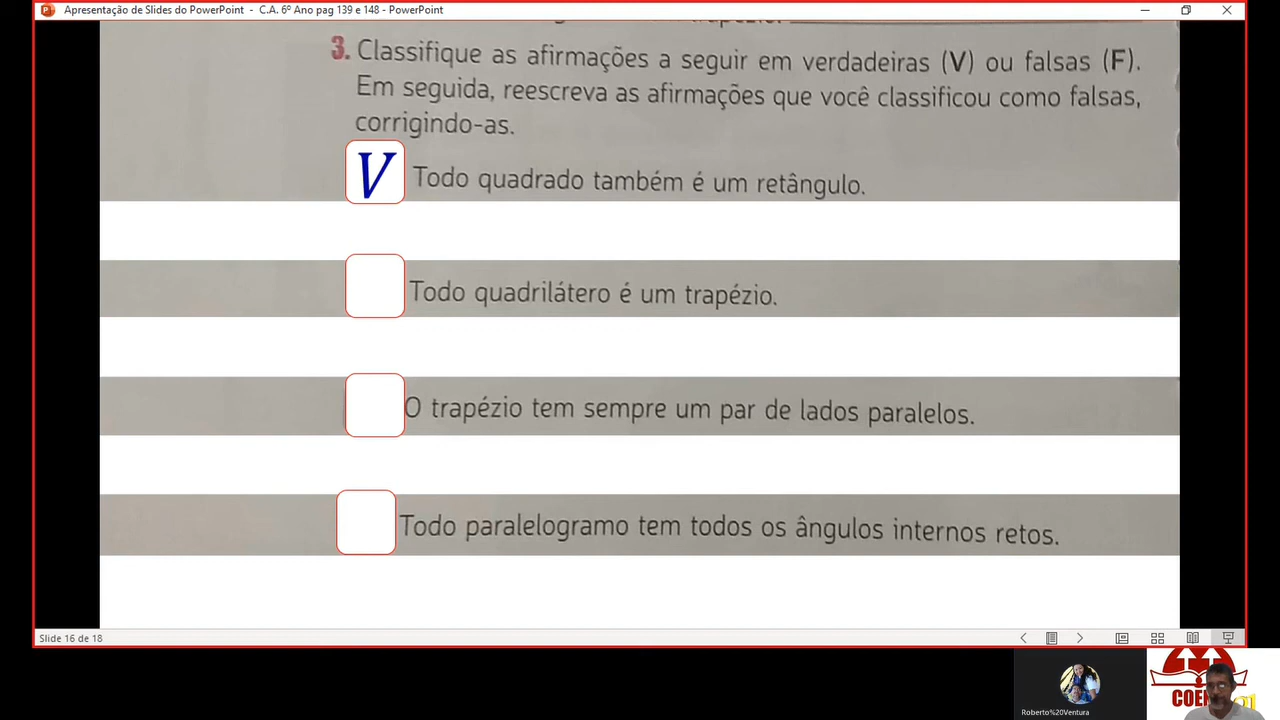 Apresentação de Slides do PowerPoint - C.A. 6º Ano pag 139 e 148 - PowerPoint
3. Classifique as afirmações a seguir em verdadeiras (V) ou falsas (F).
Em seguida, reescreva as afirmações que você classificou como falsas,
corrigindo-as.
V Todo quadrado também é um retângulo.
Todo quadrilátero é um trapézio.
O trapézio tem sempre um par de lados paralelos.
Todo paralelogramo tem todos os ângulos internos retos.
Slide 16 de 18
Roberto%20Ventura